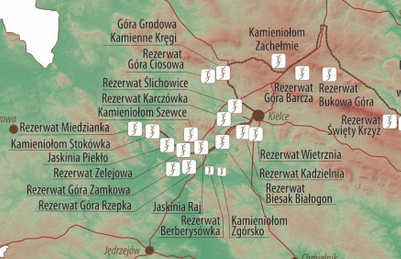 Góra Grodowa
Kamienne Kręgi
Kamieniołom
Zachełmie
Rezerwat
Góra Ciosowa
Rezerwat Ślichowice
Rezerwat
Góra Barcza
Rezerwat
Bukowa Góra
Rezerwat Karczówka
Kamieniołom Szewce
Kielce
Rezerwat
Święty Krzyż
Rezerwat Miedzianka
Kamieniołom Stokówka
Jaskinia Piekło
Rezerwat Wietrznia
Rezerwat Zelejowa
Rezerwat Kadzielnia
Rezerwat Góra Zamkowa
Rezerwat
Biesak Białogon
Rezerwat Góra Rzepka
Jaskinia Raj
Rezerwat
Berberysówka
Kamieniołom
Zgórsko
Jędrzejów
Chmielnik